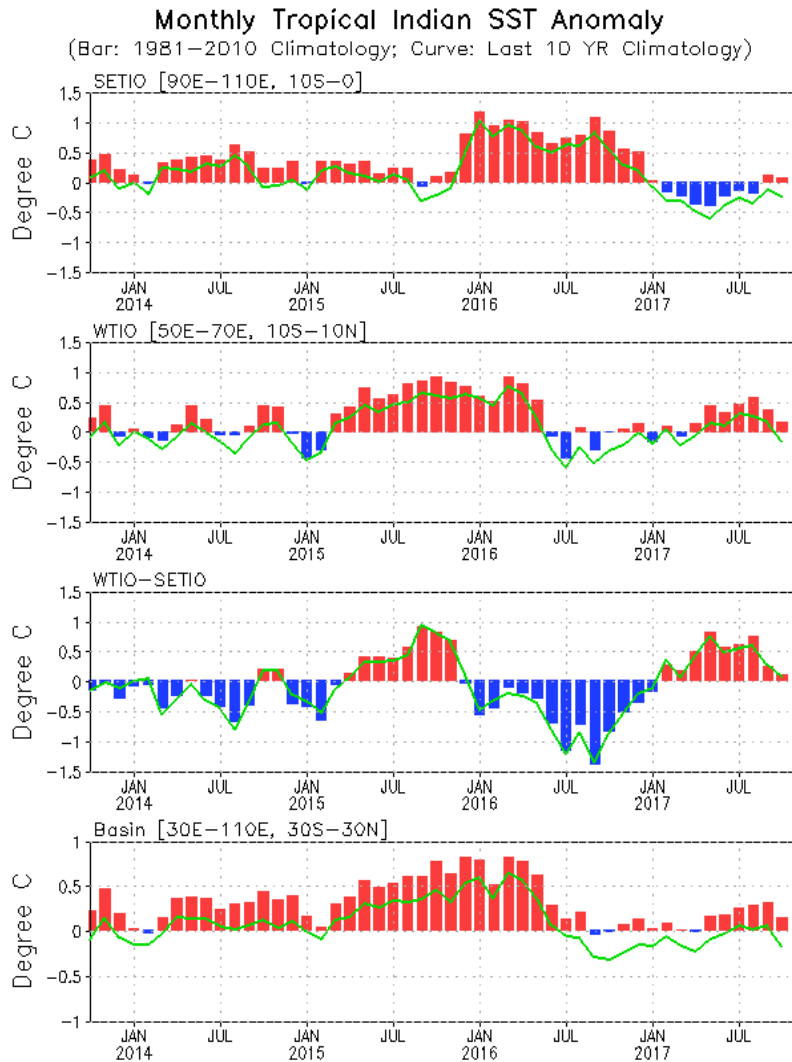 Monthly Tropical Indian SST Anomaly
(Bar: 1981-2010 Climatology; Curve: Last 10 YR Climatology)
SETIO [90E-110E, 10S-0]
Degree C
1.5
1
0.5
0
-0.5
-1
-1.5
JAN JUL JAN JUL JAN JUL JAN JUL
2014 2015 2016 2017
WTIO [50E-70E, 10S-10N]
Degree C
1.5
1
0.5
0
-0.5
-1
-1.5
JAN JUL JAN JUL JAN JUL JAN JUL
2014 2015 2016 2017
WTIO-SETIO
Degree C
1.5
1
0.5
0
-0.5
-1
-1.5
JAN JUL JAN JUL JAN JUL JAN JUL
2014 2015 2016 2017
Basin [30E-110E, 30S-30N]
Degree C
1
0.5
0
-0.5
-1
JAN JUL JAN JUL JAN JUL JAN JUL
2014 2015 2016 2017